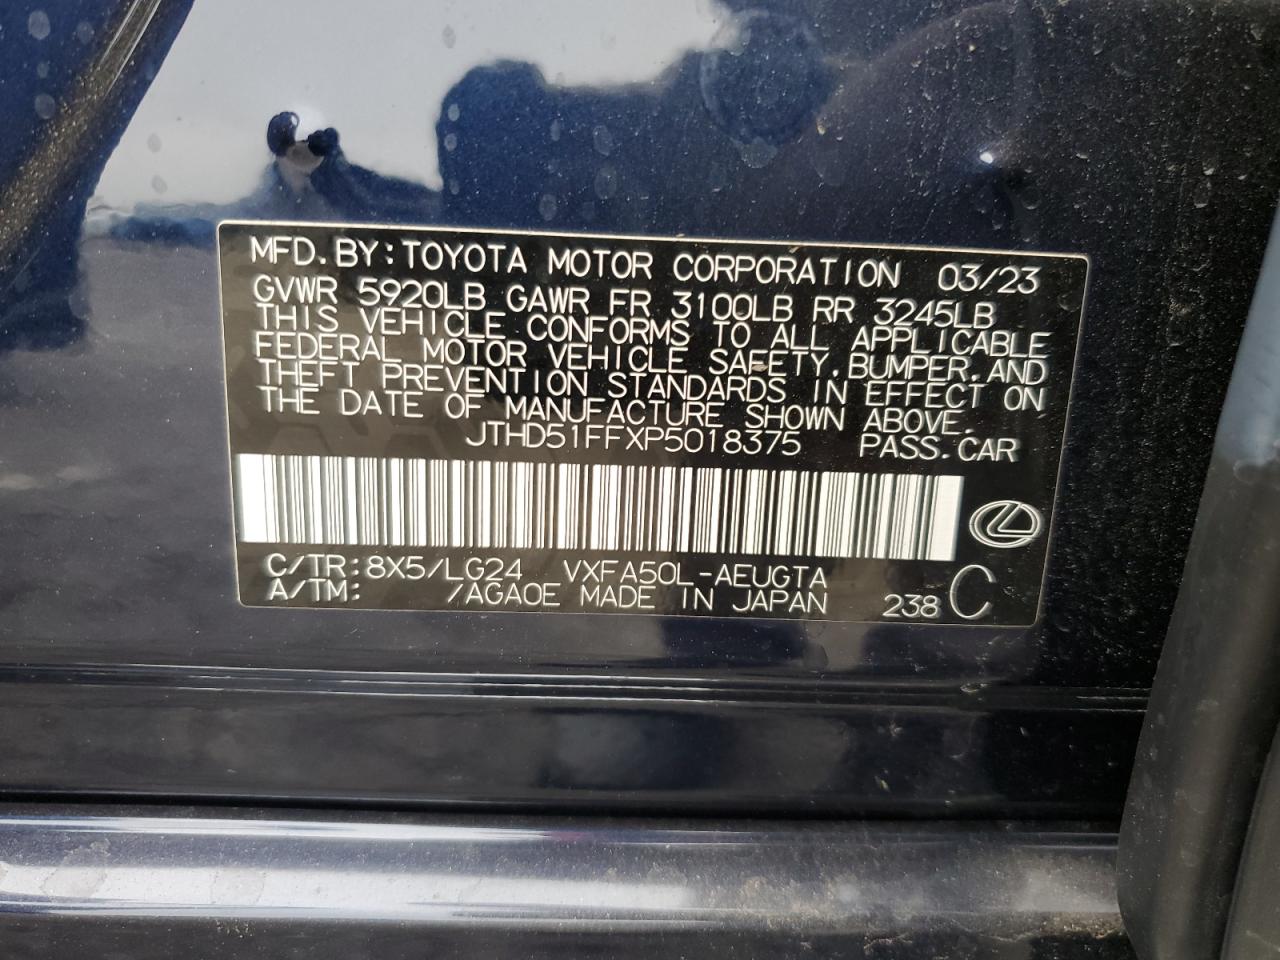 MFD. BY: TOYOTA MOTOR CORPORATION 03/23
GVWR 5920LB GAWR FR 3100LB RR 3245LB
THIS VEHICLE CONFORMS TO ALL APPLICABLE
FEDERAL MOTOR VEHICLE SAFETY, BUMPER, AND
THEFT PREVENTION STANDARDS IN EFFECT ON
THE DATE OF MANUFACTURE SHOWN ABOVE.
JTHD51FFXP5018375 PASS. CAR
C/TR: 8X5/LG24 VXFA50L-AEUGTA
A/TM: /AGAOE MADE IN JAPAN 238 C